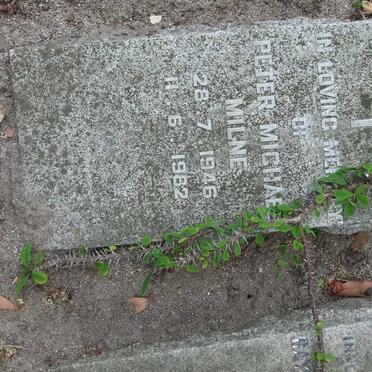 IN LOVING
OF
PETER MICHAEL
MILNE
28 7 1946
11 6 1982